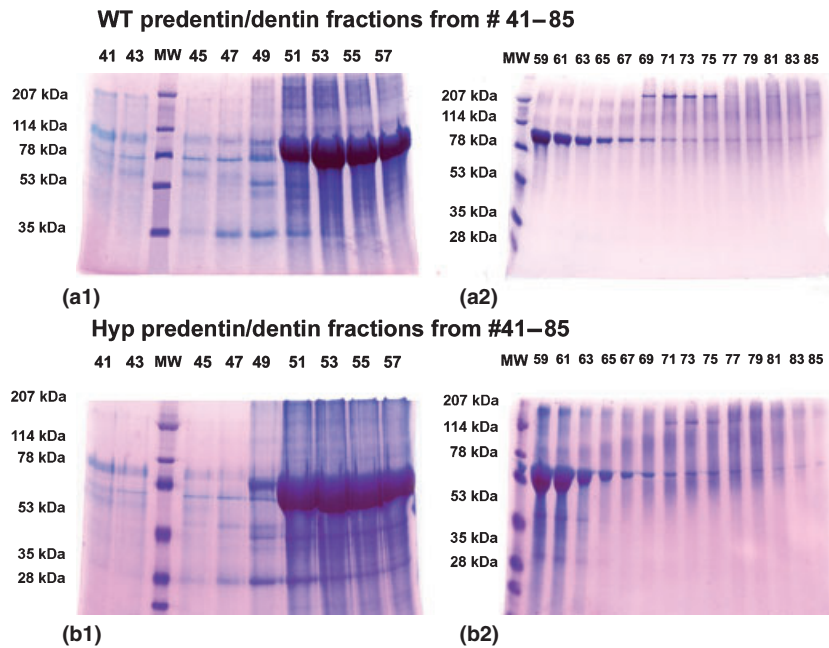 WT predentin/dentin fractions from # 41–85
41 43 MW 45 47 49 51 53 55 57
MW 59 61 63 65 67 69 71 73 75 77 79 81 83 85
207 kDa
114 kDa
78 kDa
53 kDa
35 kDa
207 kDa
114 kDa
78 kDa
53 kDa
35 kDa
28 kDa
(a1)
(a2)
Hyp predentin/dentin fractions from #41–85
41 43 MW 45 47 49 51 53 55 57
MW 59 61 63 65 67 69 71 73 75 77 79 81 83 85
207 kDa
114 kDa
78 kDa
53 kDa
35 kDa
28 kDa
207 kDa
114 kDa
78 kDa
53 kDa
35 kDa
28 kDa
(b1)
(b2)